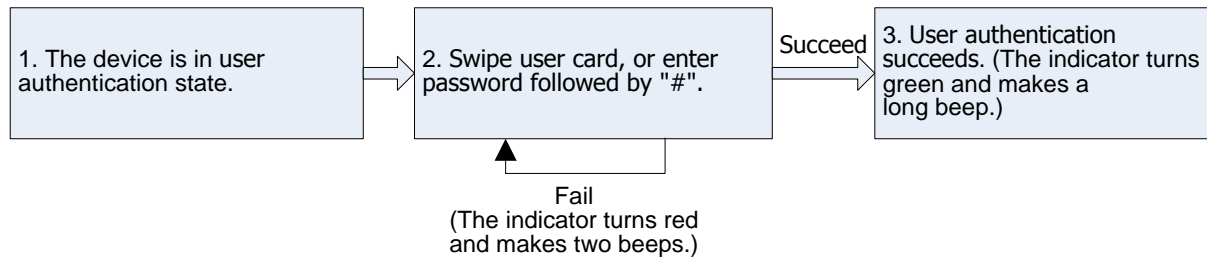 1. The device is in user
authentication state.
2. Swipe user card, or enter
password followed by "#".
Succeed
3. User authentication
succeeds. (The indicator turns
green and makes a
long beep.)
Fail
(The indicator turns red
and makes two beeps.)